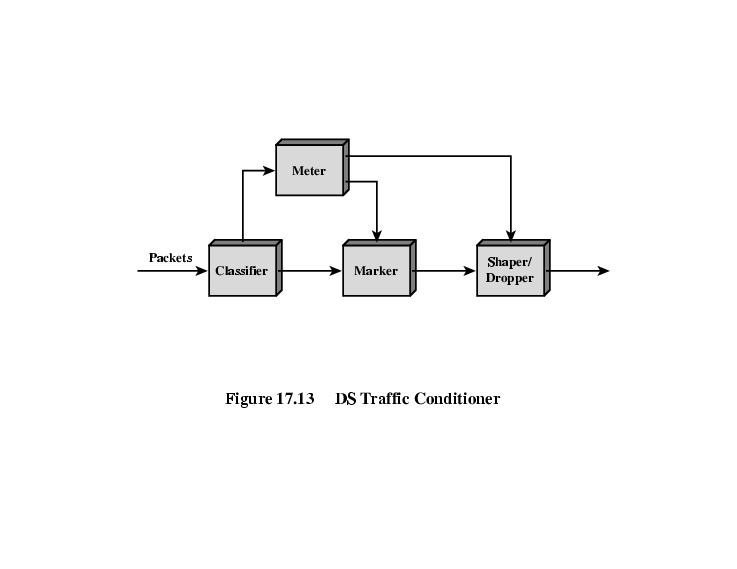 Meter
Packets
Classifier
Marker
Shaper/
Dropper
Figure 17.13 DS Traffic Conditioner